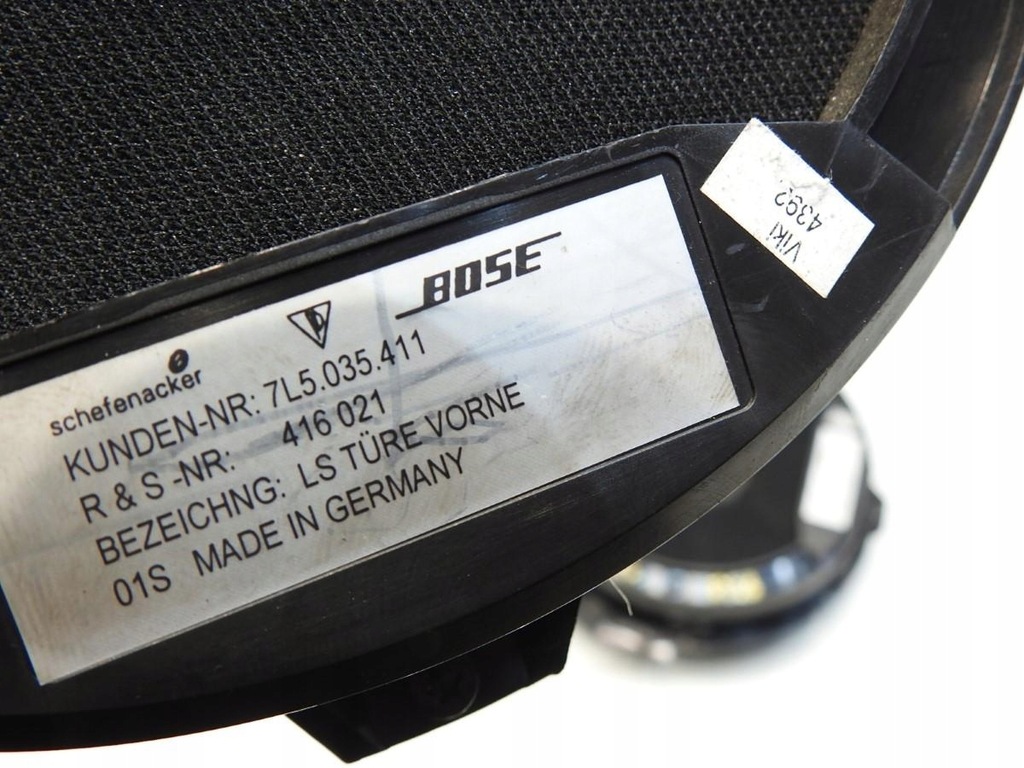 schefenacker
BOSE
KUNDEN-NR: 7L5.035.411
R & S -NR: 416 021
BEZEICHNG: LS TÜRE VORNE
01S MADE IN GERMANY
Viki
4392